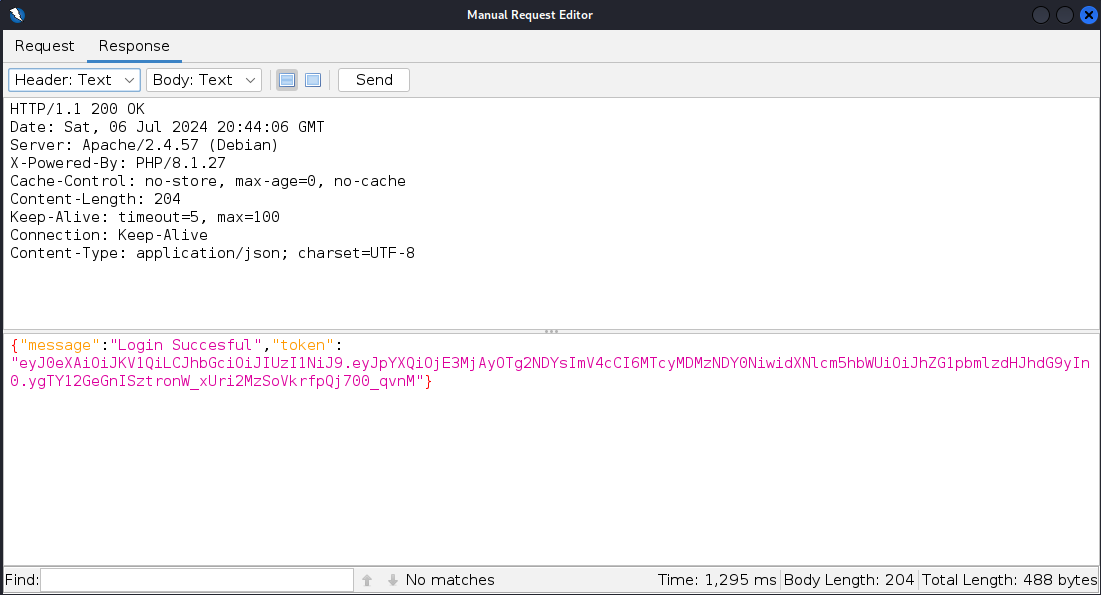 Manual Request Editor
Request Response
Header: Text Body: Text Send
HTTP/1.1 200 OK
Date: Sat, 06 Jul 2024 20:44:06 GMT
Server: Apache/2.4.57 (Debian)
X-Powered-By: PHP/8.1.27
Cache-Control: no-store, max-age=0, no-cache
Content-Length: 204
Keep-Alive: timeout=5, max=100
Connection: Keep-Alive
Content-Type: application/json; charset=UTF-8
{"message":"Login Succesful","token":
"eyJ0eXAiOiJKV1QiLCJhbGciOiJIUzI1NiJ9.eyJpYXQiOjE3MjAyOTg2NDYsImV4cCI6MTcyMDMzNDY0NiwidXNlcm5hbWUiOiJhZG1pbmlzdHJhdG9yIn
0.ygTY12GeGnISztronW_xUri2MzSoVkrfpQj700_qvnM"}
Find: No matches Time: 1,295 ms Body Length: 204 Total Length: 488 bytes